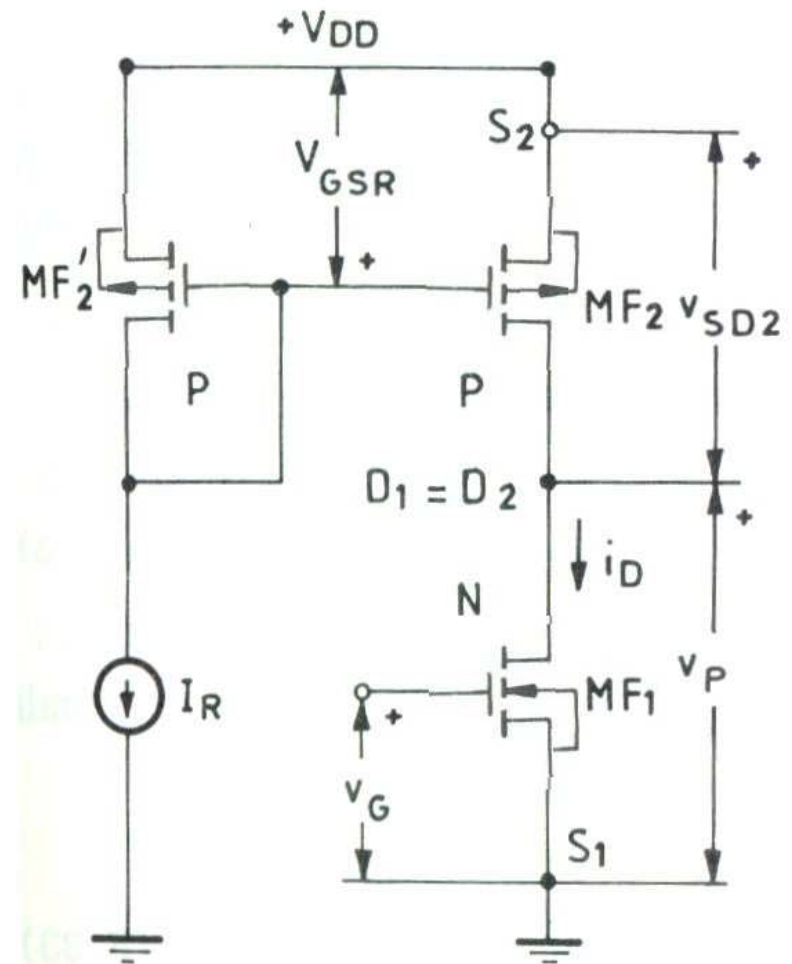 +VDD
S2
VGSR
+
+
MF2'
MF2
vSD2
P
P
D1 = D2
+
iD
N
IR
+
MF1
vP
vG
S1